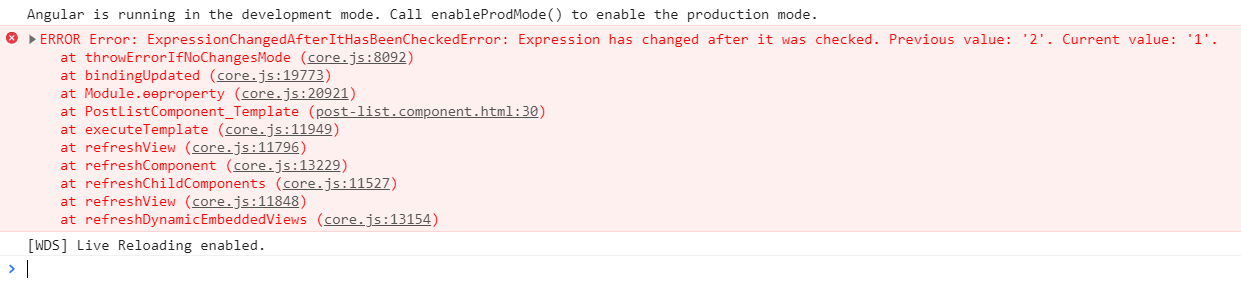 Angular is running in the development mode. Call enableProdMode() to enable the production mode.
ERROR Error: ExpressionChangedAfterItHasBeenCheckedError: Expression has changed after it was checked. Previous value: '2'. Current value: '1'.
at throwErrorIfNoChangesMode (core.js:8092)
at bindingUpdated (core.js:19773)
at Module.ɵɵproperty (core.js:20921)
at PostListComponent_Template (post-list.component.html:30)
at executeTemplate (core.js:11949)
at refreshView (core.js:11796)
at refreshComponent (core.js:13229)
at refreshChildComponents (core.js:11527)
at refreshView (core.js:11848)
at refreshDynamicEmbeddedViews (core.js:13154)
[WDS] Live Reloading enabled.